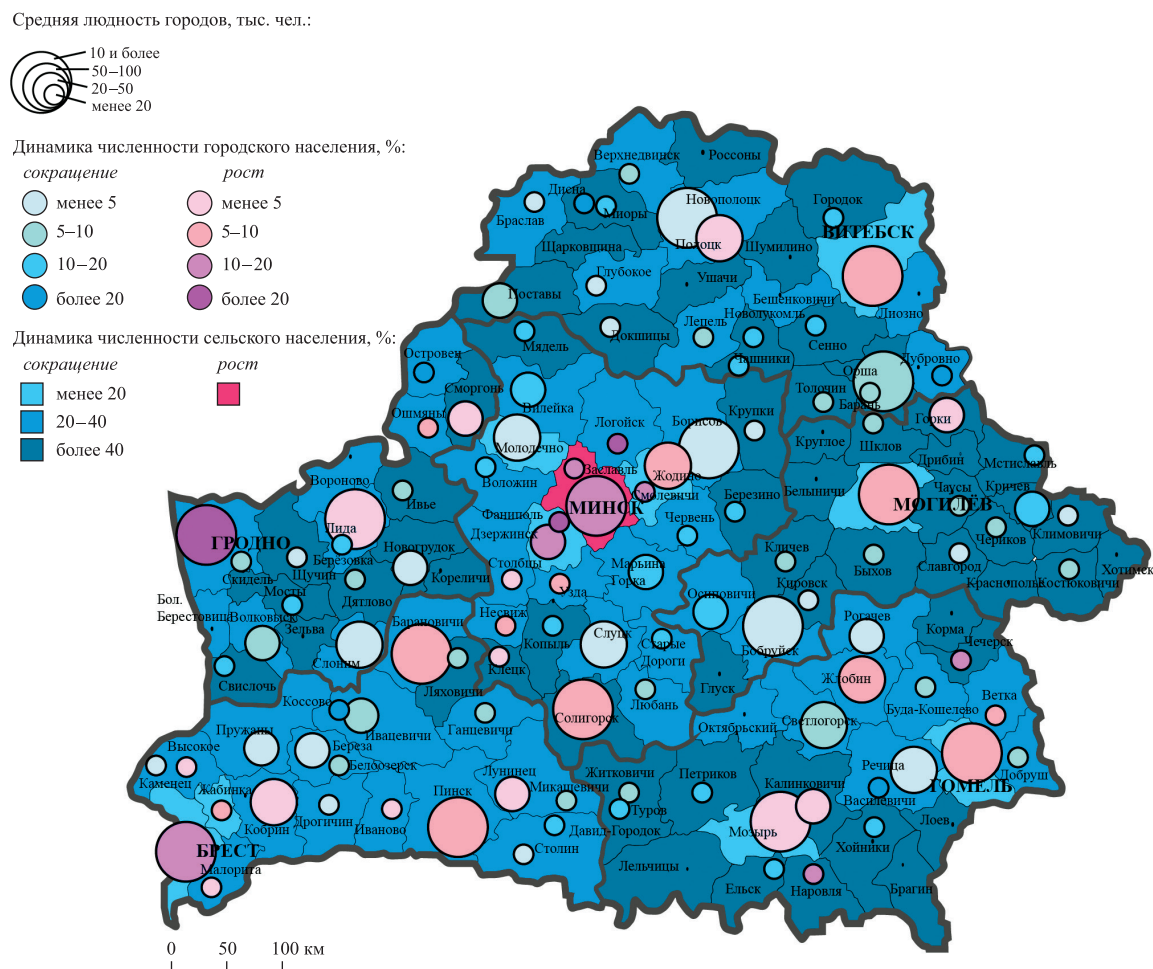 Средняя людность городов, тыс. чел.:
10 и более
50–100
20–50
менее 20
Динамика численности городского населения, %:
сокращение рост
менее 5 менее 5
5–10 5–10
10–20 10–20
более 20 более 20
Динамика численности сельского населения, %:
сокращение рост
менее 20
20–40
более 40
Верхнедвинск
Россоны
Дисна
Миоры
Браслав
Новополоцк
Полоцк
Городок
ВИТЕБСК
Шарковщина
Шумилино
Глубокое
Ушачи
Поставы
Бешенковичи
Лиозно
Докшицы
Лепель
Новолукомль
Сенно
Чашники
Мядель
Островец
Орша
Дубровно
Сморгонь
Толочин
Барань
Ошмяны
Вилейка
Логойск
Борисов
Крупки
Горки
Молодечно
Круглое
Шклов
Дрибин
Мстиславль
Вороново
Воложин
Заславль
Жодино
Смолевичи
Березино
Белыничи
Чаусы
Кричев
Ивье
МИНСК
МОГИЛЁВ
Климовичи
Лида
Фаниполь
Дзержинск
Червень
Чериков
ГРОДНО
Берёзовка
Новогрудок
Скидель
Щучин
Кореличи
Столбцы
Марьина
Горка
Кличев
Быхов
Славгород
Краснополье
Костюковичи
Хотимск
Мосты
Дятлово
Узда
Осиповичи
Кировск
Бол.
Берестовица
Волковыск
Зельва
Барановичи
Несвиж
Копыль
Слуцк
Старые
Дороги
Бобруйск
Рогачев
Корма
Чечерск
Слоним
Свислочь
Ляховичи
Клецк
Любань
Глуск
Жлобин
Ветка
Буда-Кошелево
Коссово
Ивацевичи
Ганцевичи
Солигорск
Октябрьский
Светлогорск
Высокое
Пружаны
Береза
Белоозерск
Каменец
Жабинка
Лунинец
Микашевичи
Житковичи
Петриков
Калинковичи
Речица
Василевичи
ГОМЕЛЬ
Добруш
Кобрин
Дрогичин
Иваново
Пинск
Давид-Городок
Туров
Мозырь
Лоев
БРЕСТ
Малорита
Столин
Лельчицы
Ельск
Наровля
Хойники
Брагин
0 50 100 км